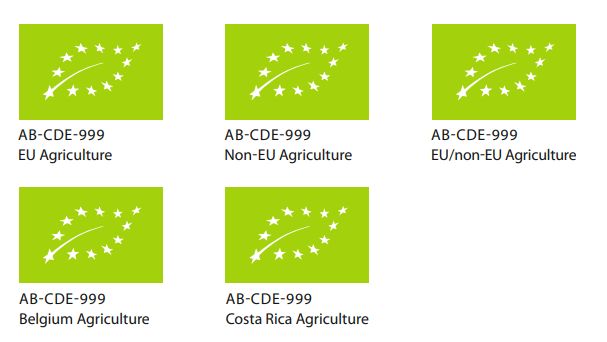 AB-CDE-999
EU Agriculture
AB-CDE-999
Non-EU Agriculture
AB-CDE-999
EU/non-EU Agriculture
AB-CDE-999
Belgium Agriculture
AB-CDE-999
Costa Rica Agriculture